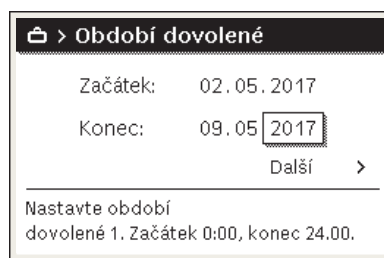 > Období dovolené
Začátek: 02.05.2017
Konec: 09.05 2017
Další >
Nastavte období
dovolené 1. Začátek 0:00, konec 24.00.